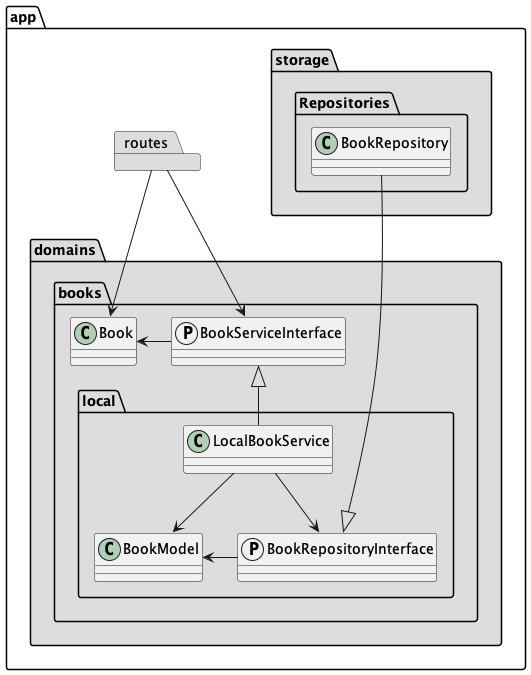 app
storage
Repositories
C BookRepository
routes
domains
books
C Book
P BookServiceInterface
local
C LocalBookService
C BookModel
P BookRepositoryInterface